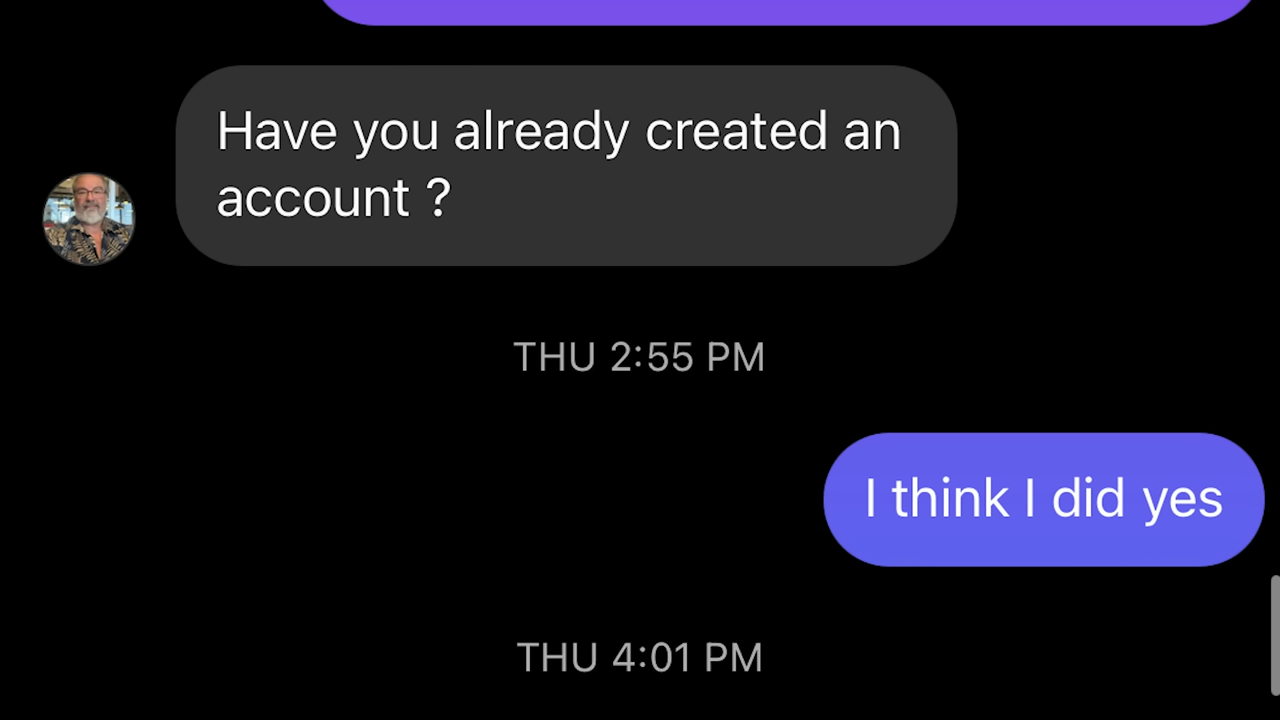 Have you already created an
account ?
THU 2:55 PM
I think I did yes
THU 4:01 PM